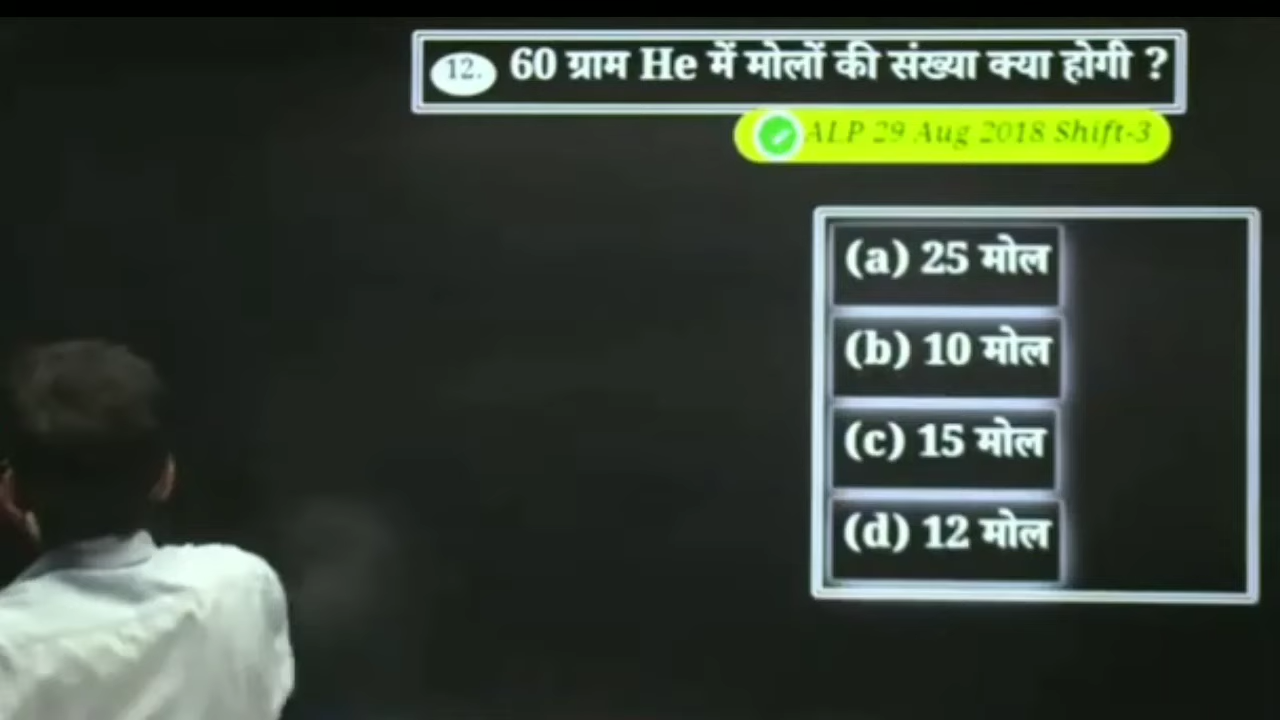 12. 60 ग्राम He में मोलों की संख्या क्या होगी ?
ALP 29 Aug 2018 Shift-3
(a) 25 मोल
(b) 10 मोल
(c) 15 मोल
(d) 12 मोल